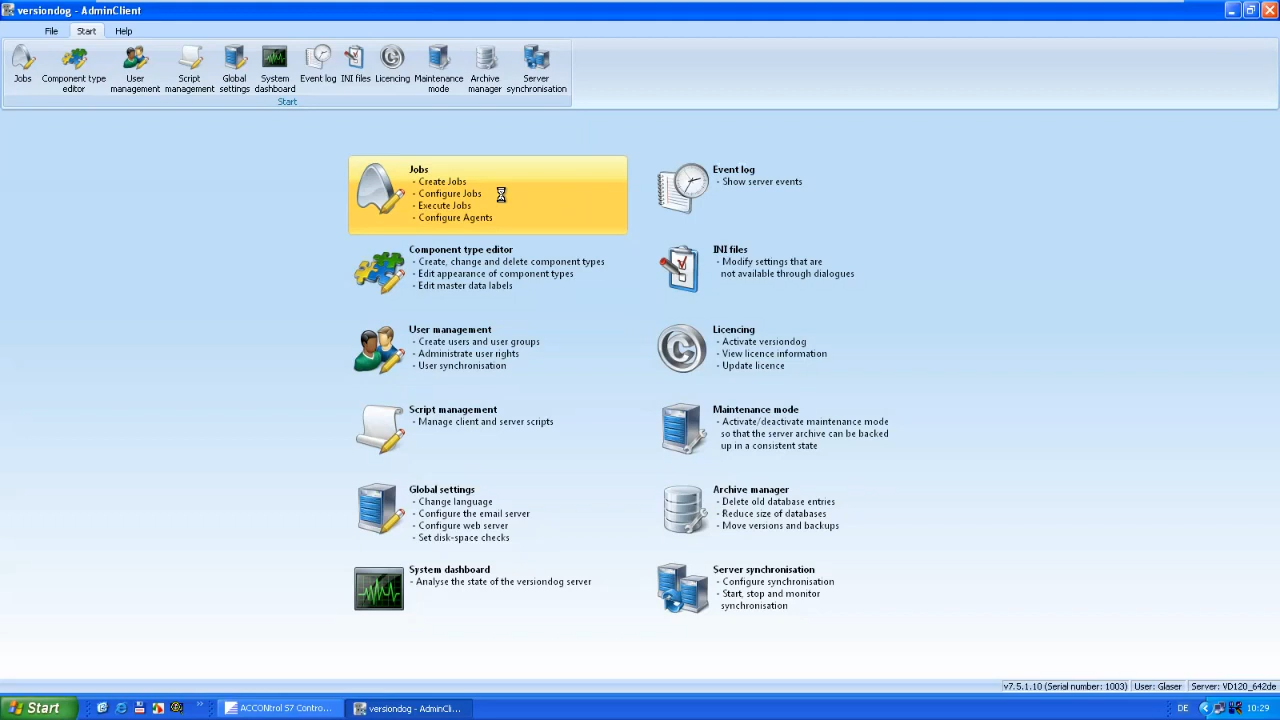 versiondog - AdminClient
File Start Help
Jobs
Component type editor
User management
Script management
Global settings
System dashboard
Event log
INI files
Licencing
Maintenance mode
Archive manager
Server synchronisation
Start
Jobs
- Create Jobs
- Configure Jobs
- Execute Jobs
- Configure Agents
Event log
- Show server events
Component type editor
- Create, change and delete component types
- Edit appearance of component types
- Edit master data labels
INI files
- Modify settings that are
not available through dialogues
User management
- Create users and user groups
- Administrate user rights
- User synchronisation
Licencing
- Activate versiondog
- View licence information
- Update licence
Script management
- Manage client and server scripts
Maintenance mode
- Activate/deactivate maintenance mode
so that the server archive can be backed
up in a consistent state
Global settings
- Change language
- Configure the email server
- Configure web server
- Set disk-space checks
Archive manager
- Delete old database entries
- Reduce size of databases
- Move versions and backups
System dashboard
- Analyse the state of the versiondog server
Server synchronisation
- Configure synchronisation
- Start, stop and monitor
synchronisation
v7.5.1.10 (Serial number: 1003) User: Glaser Server: VD120_642de
Start ACCONtrol S7 Contro... versiondog - AdminCl... DE 10:29